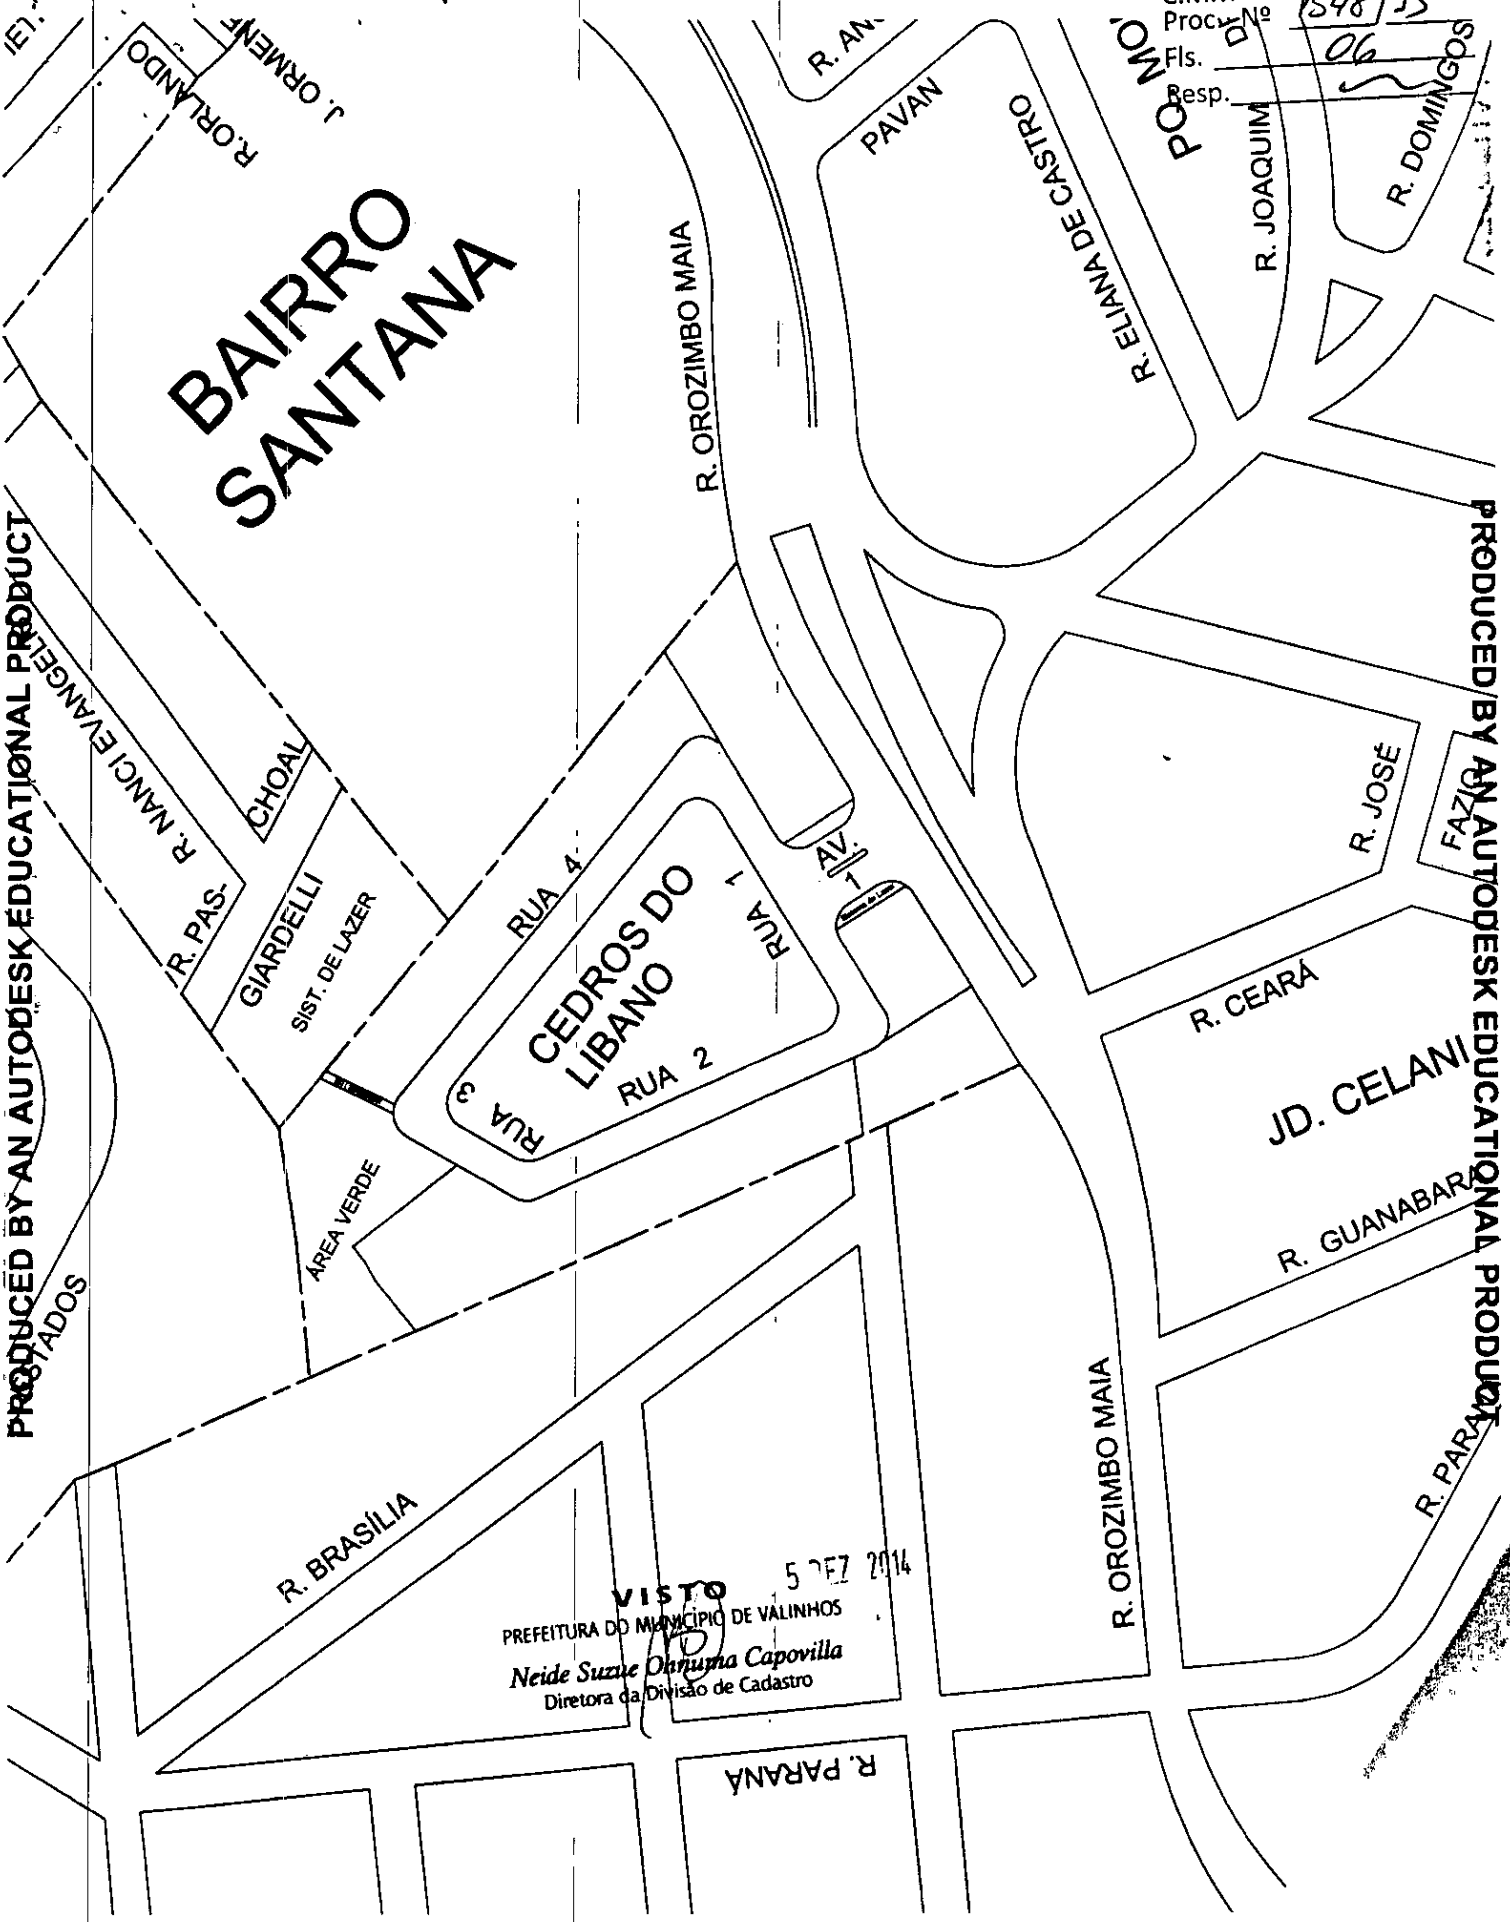 Proc. Nº 1548/
Fls. 06
Resp.
R. ORLANDO
J. ORMENE
BAIRRO
SANTANA
R. OROZIMBO MAIA
PAVAN
R. ELIANA DE CASTRO
R. JOAQUIM
R. DOMINGOS
PRODUCED BY AN AUTODESK EDUCATIONAL PRODUCT
PRODUCED BY AN AUTODESK EDUCATIONAL PRODUCT
R. NANCI EVANGELIS
CHOAL
R. PAS-
GIARDELLI
SIST. DE LAZER
RUA 4
AV. 1
RUA 1
CEDROS DO
LIBANO
RUA 2
RUA 3
ÁREA VERDE
R. JOSÉ
FAZIO
R. CEARÁ
JD. CELANI
R. GUANABARA
R. OROZIMBO MAIA
R. BRASÍLIA
5 DEZ 2014
VISTO
PREFEITURA DO MUNICÍPIO DE VALINHOS
Neide Suzue Ohnuma Capovilla
Diretora da Divisão de Cadastro
R. PARANÁ